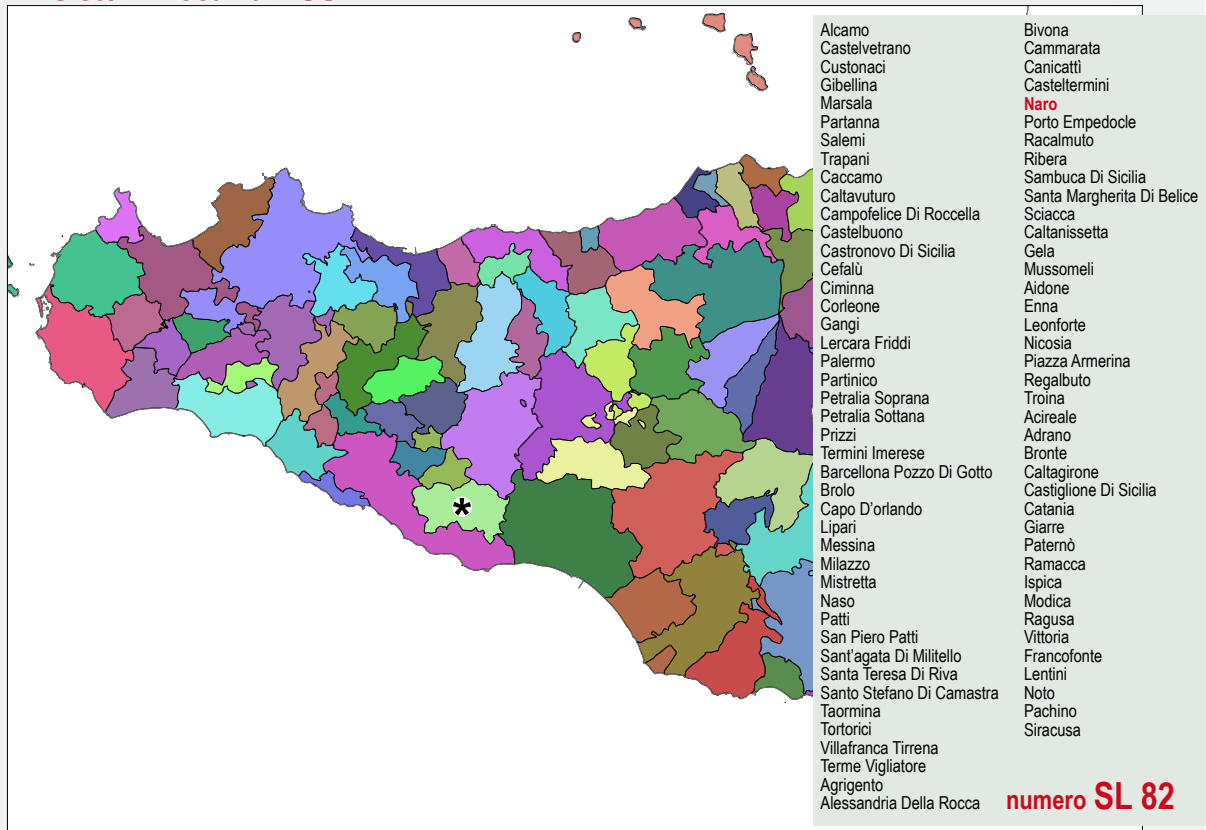 Alcamo
Castelvetrano
Custonaci
Gibellina
Marsala
Partanna
Salemi
Trapani
Caccamo
Caltavuturo
Campofelice Di Roccella
Castelbuono
Castronovo Di Sicilia
Cefalù
Ciminna
Corleone
Gangi
Lercara Friddi
Palermo
Partinico
Petralia Soprana
Petralia Sottana
Prizzi
Termini Imerese
Barcellona Pozzo Di Gotto
Brolo
Capo D'orlando
Lipari
Messina
Milazzo
Mistretta
Naso
Patti
San Piero Patti
Sant'agata Di Militello
Santa Teresa Di Riva
Santo Stefano Di Camastra
Taormina
Tortorici
Villafranca Tirrena
Terme Vigliatore
Agrigento
Alessandria Della Rocca
Bivona
Cammarata
Canicattì
Casteltermini
Naro
Porto Empedocle
Racalmuto
Ribera
Sambuca Di Sicilia
Santa Margherita Di Belice
Sciacca
Caltanissetta
Gela
Mussomeli
Aidone
Enna
Leonforte
Nicosia
Piazza Armerina
Regalbuto
Troina
Acireale
Adrano
Bronte
Caltagirone
Castiglione Di Sicilia
Catania
Giarre
Paternò
Ramacca
Ispica
Modica
Ragusa
Vittoria
Francofonte
Lentini
Noto
Pachino
Siracusa
numero SL 82
*